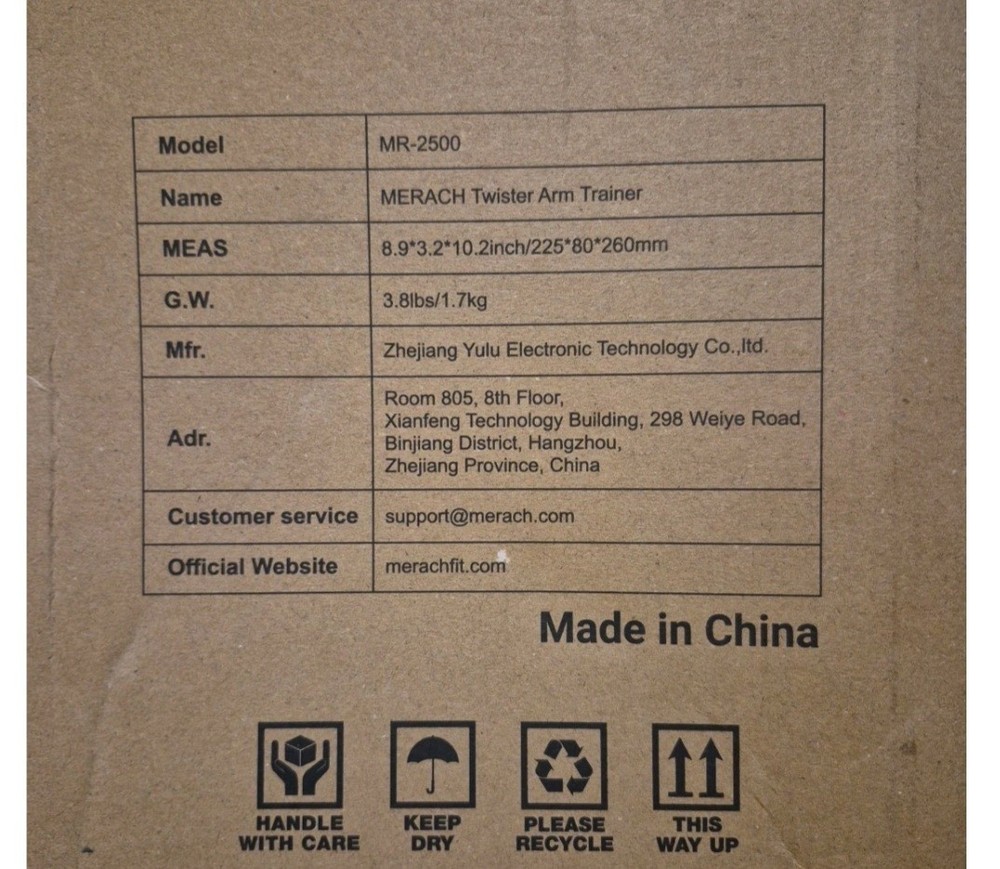 Model MR-2500
Name MERACH Twister Arm Trainer
MEAS 8.9*3.2*10.2inch/225*80*260mm
G.W. 3.8lbs/1.7kg
Mfr. Zhejiang Yulu Electronic Technology Co.,ltd.
Adr. Room 805, 8th Floor,
Xianfeng Technology Building, 298 Weiye Road,
Binjiang District, Hangzhou,
Zhejiang Province, China
Customer service support@merach.com
Official Website merachfit.com
Made in China
HANDLE WITH CARE
KEEP DRY
PLEASE RECYCLE
THIS WAY UP